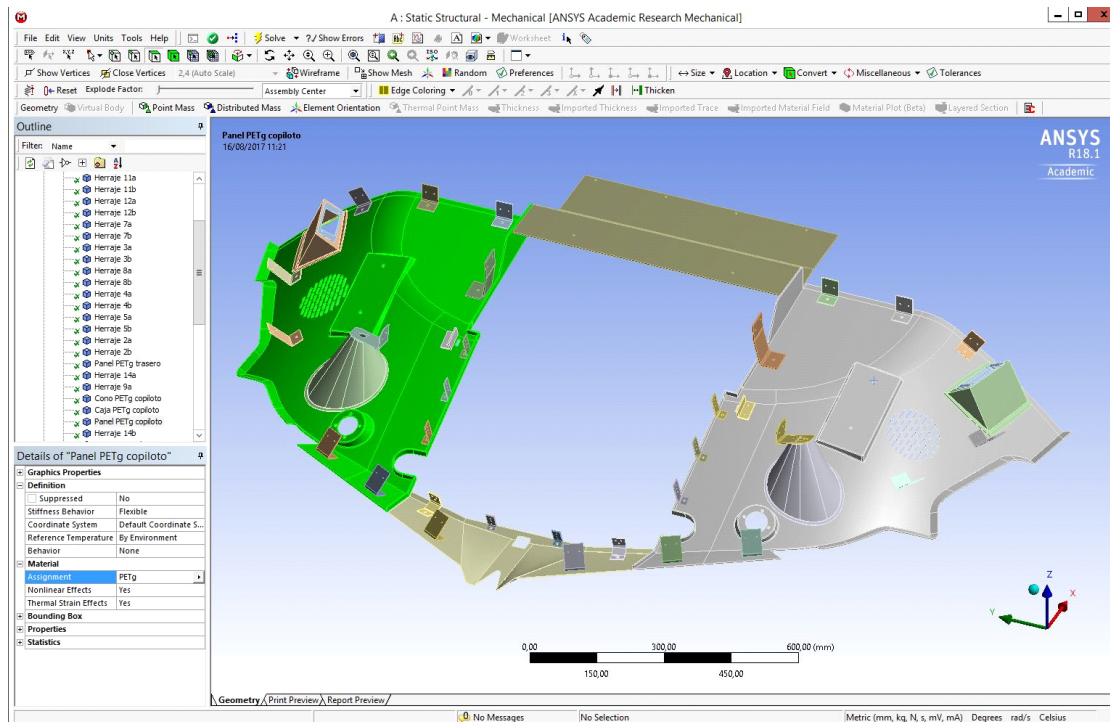 A : Static Structural - Mechanical [ANSYS Academic Research Mechanical]
File Edit View Units Tools Help Solve ?/ Show Errors Worksheet
Show Vertices Close Vertices 2,4 (Auto Scale) Wireframe Show Mesh Random Preferences Size Location Convert Miscellaneous Tolerances
Reset Explode Factor: Assembly Center Edge Coloring Thicken
Geometry Virtual Body Point Mass Distributed Mass Element Orientation Thermal Point Mass Thickness Imported Thickness Imported Trace Imported Material Field Material Plot (Beta) Layered Section
Outline
Filter: Name
Herraje 11a
Herraje 11b
Herraje 12a
Herraje 12b
Herraje 7a
Herraje 7b
Herraje 3a
Herraje 3b
Herraje 8a
Herraje 8b
Herraje 4a
Herraje 4b
Herraje 5a
Herraje 5b
Herraje 2a
Herraje 2b
Panel PETg trasero
Herraje 14a
Herraje 9a
Cono PETg copiloto
Caja PETg copiloto
Panel PETg copiloto
Herraje 14b
Details of "Panel PETg copiloto"
Graphics Properties
Definition
Suppressed No
Stiffness Behavior Flexible
Coordinate System Default Coordinate S...
Reference Temperature By Environment
Behavior None
Material
Assignment PETg
Nonlinear Effects Yes
Thermal Strain Effects Yes
Bounding Box
Properties
Statistics
Panel PETg copiloto
16/08/2017 11:21
ANSYS
R18.1
Academic
Z
X
Y
0,00 300,00 600,00 (mm)
150,00 450,00
Geometry Print Preview Report Preview
0 No Messages No Selection Metric (mm, kg, N, s, mV, mA) Degrees rad/s Celsius